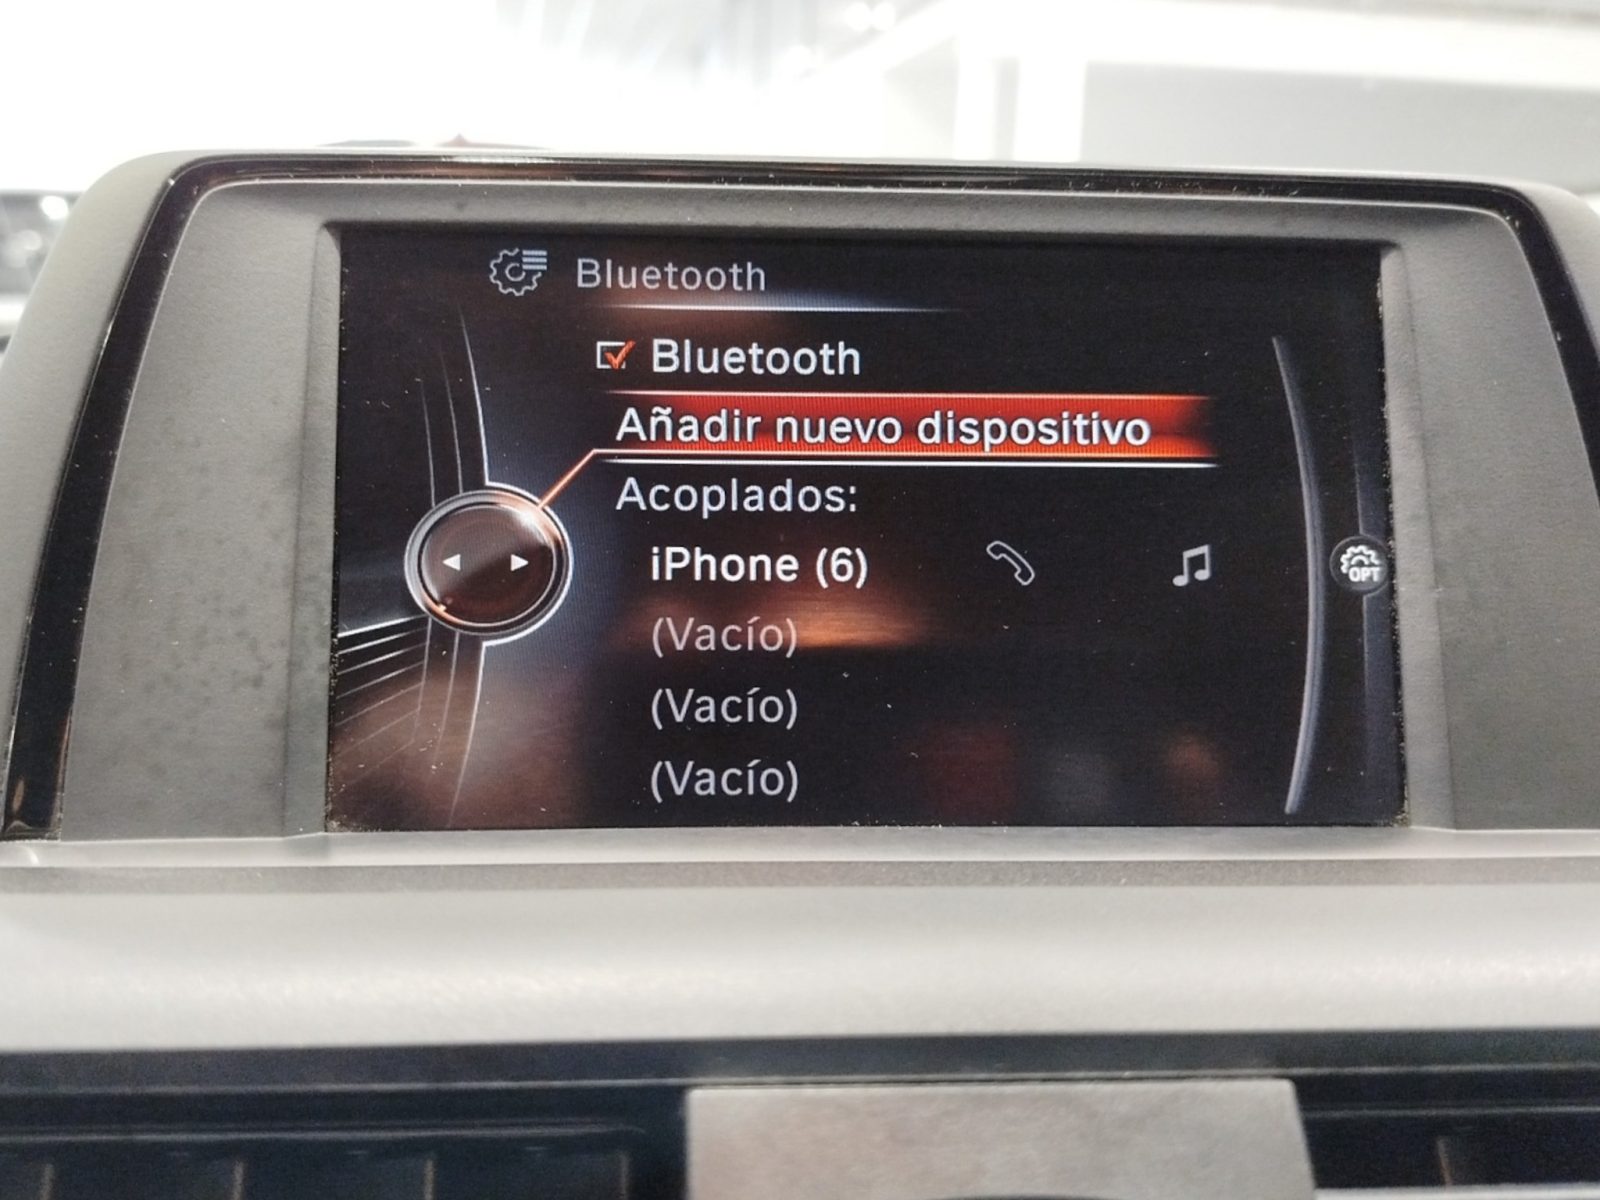 Bluetooth
Bluetooth
Añadir nuevo dispositivo
Acoplados:
iPhone (6)
OPT
(Vacío)
(Vacío)
(Vacío)